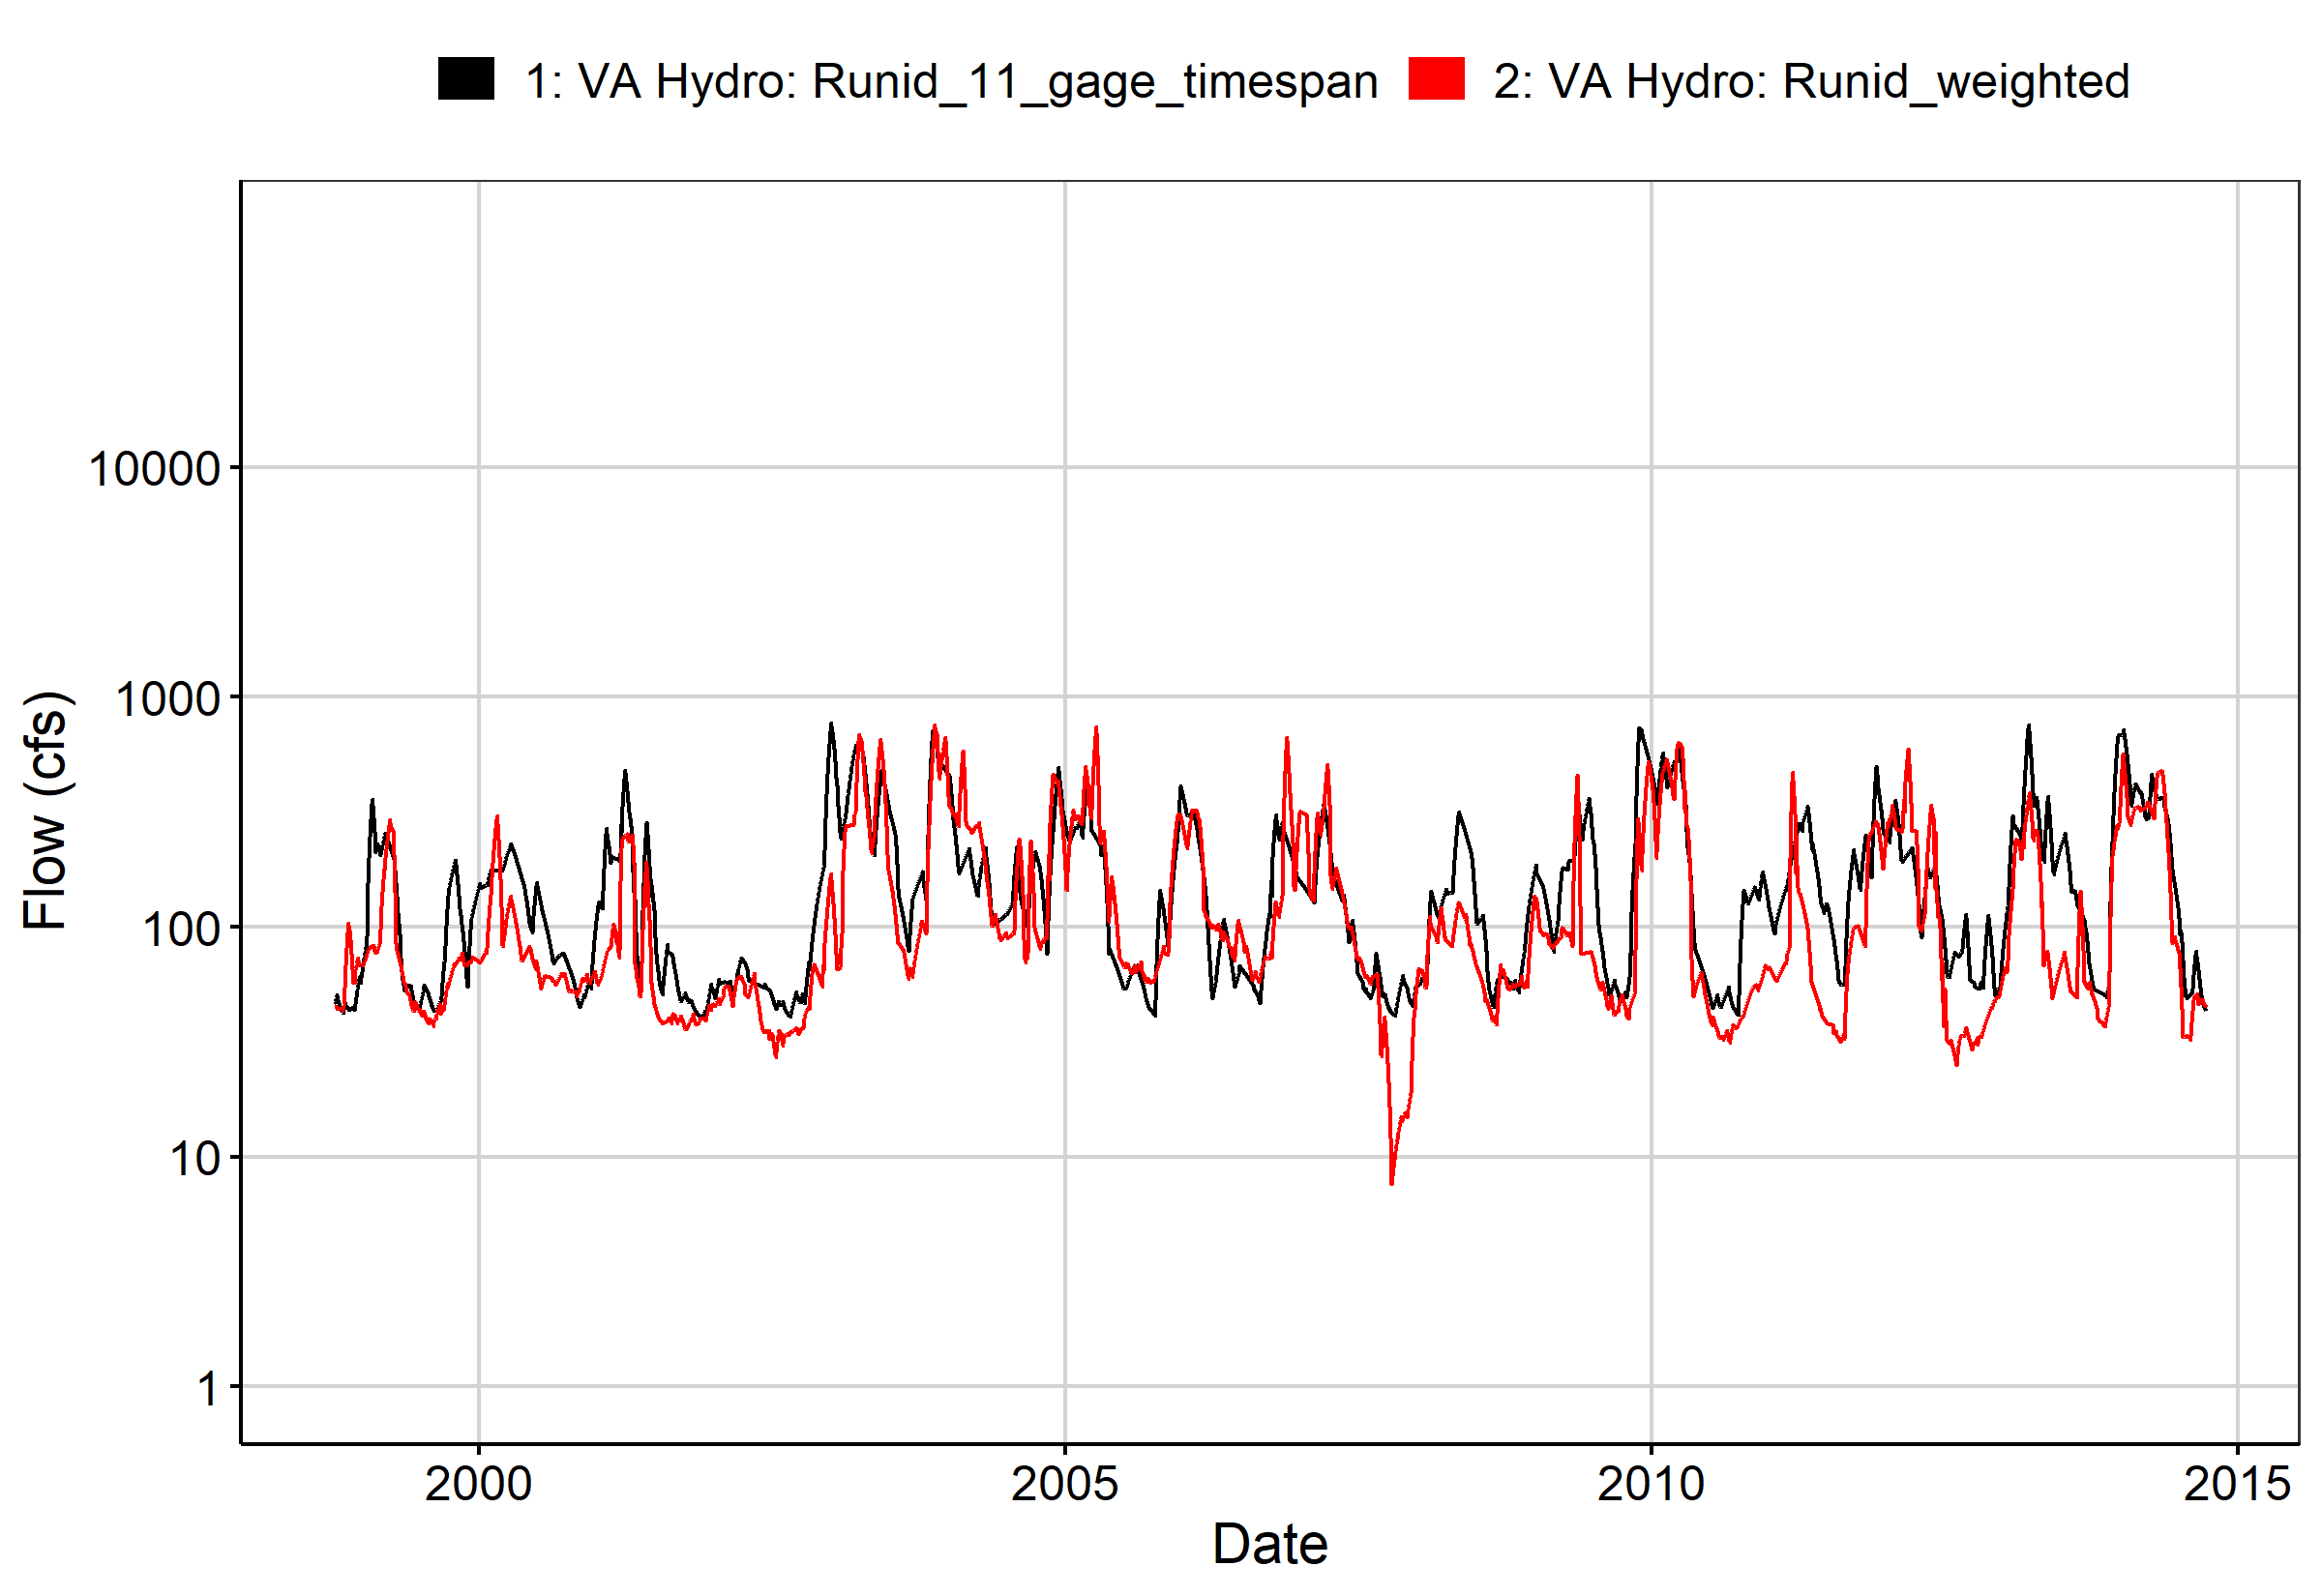 1: VA Hydro: Runid_11_gage_timespan 2: VA Hydro: Runid_weighted
Flow (cfs)
10000
1000
100
10
1
2000 2005 2010 2015
Date